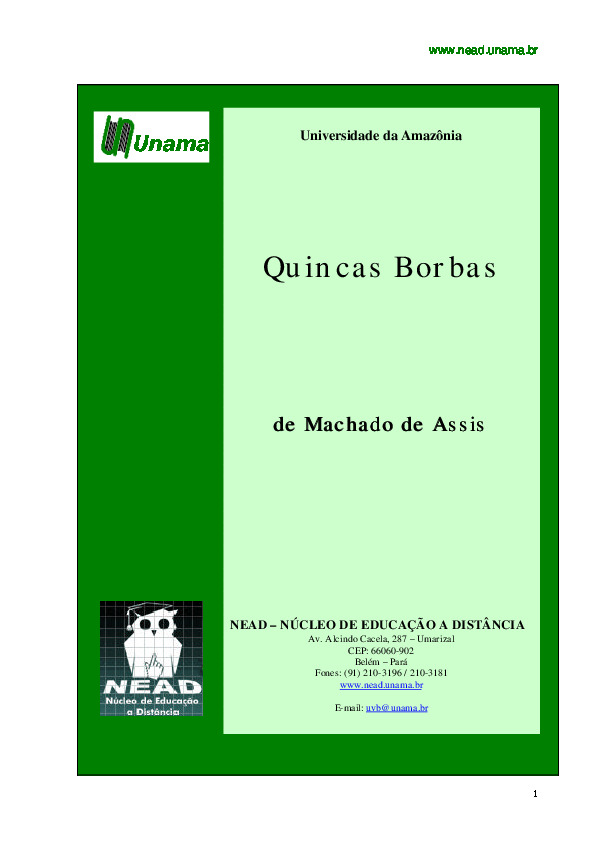 www.nead.unama.br
Unama
Universidade da Amazônia
Quincas Borbas
de Machado de Assis
NEAD – NÚCLEO DE EDUCAÇÃO A DISTÂNCIA
Av. Alcindo Cacela, 287 – Umarizal
CEP: 66060-902
Belém – Pará
Fones: (91) 210-3196 / 210-3181
www.nead.unama.br
E-mail: uvb@unama.br
NEAD
Núcleo de Educação
a Distância
1